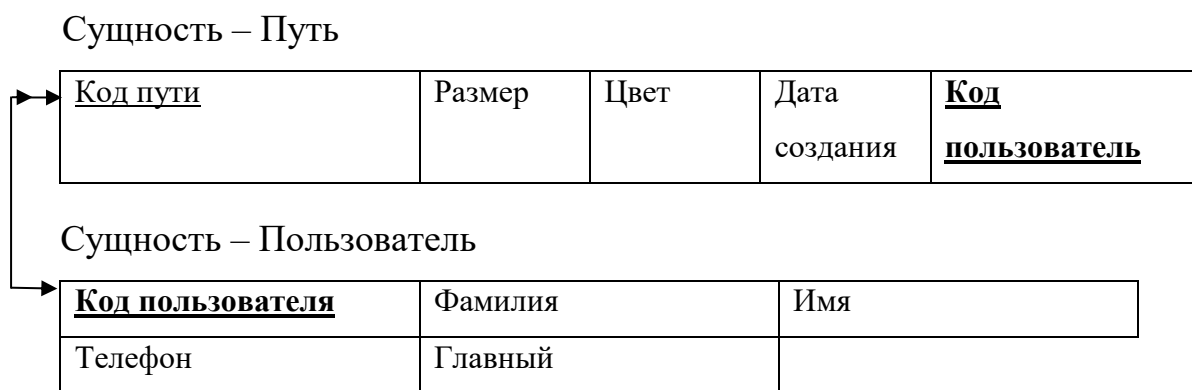 Сущность – Путь
Код пути Размер Цвет Дата создания Код пользователь
Сущность – Пользователь
Код пользователя Фамилия Имя
Телефон Главный